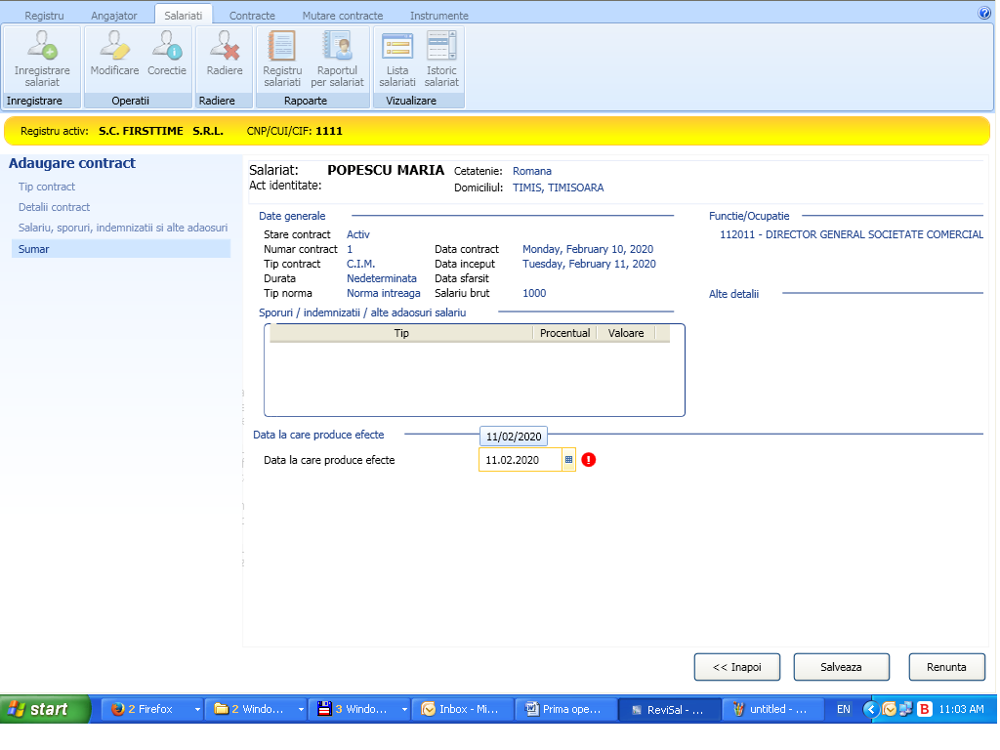 Registru Angajator Salariati Contracte Mutare contracte Instrumente
Inregistrare salariat
Modificare
Corectie
Radiere
Registru salariati
Raportul per salariat
Lista salariati
Istoric salariat
Inregistrare Operatii Radiere Rapoarte Vizualizare
Registru activ: S.C. FIRSTTIME S.R.L. CNP/CUI/CIF: 1111
Adaugare contract
Tip contract
Detalii contract
Salariu, sporuri, indemnizatii si alte adaosuri
Sumar
Salariat: POPESCU MARIA Cetatenie: Romana
Act identitate: Domiciliul: TIMIS, TIMISOARA
Date generale
Stare contract Activ
Numar contract 1 Data contract Monday, February 10, 2020
Tip contract C.I.M. Data inceput Tuesday, February 11, 2020
Durata Nedeterminata Data sfarsit
Tip norma Norma intreaga Salariu brut 1000
Functie/Ocupatie
112011 - DIRECTOR GENERAL SOCIETATE COMERCIAL
Alte detalii
Sporuri / indemnizatii / alte adaosuri salariu
Tip Procentual Valoare
Data la care produce efecte 11/02/2020
Data la care produce efecte 11.02.2020
<< Inapoi Salveaza Renunta
start 2 Firefox 2 Windo... 3 Windo... Inbox - Mi... Prima ope... ReviSal - ... untitled - ... EN B 11:03 AM